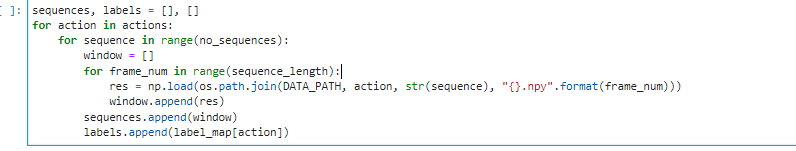 [ ]: sequences, labels = [], []
for action in actions:
    for sequence in range(no_sequences):
        window = []
        for frame_num in range(sequence_length):
            res = np.load(os.path.join(DATA_PATH, action, str(sequence), "{}.npy".format(frame_num)))
            window.append(res)
        sequences.append(window)
        labels.append(label_map[action])